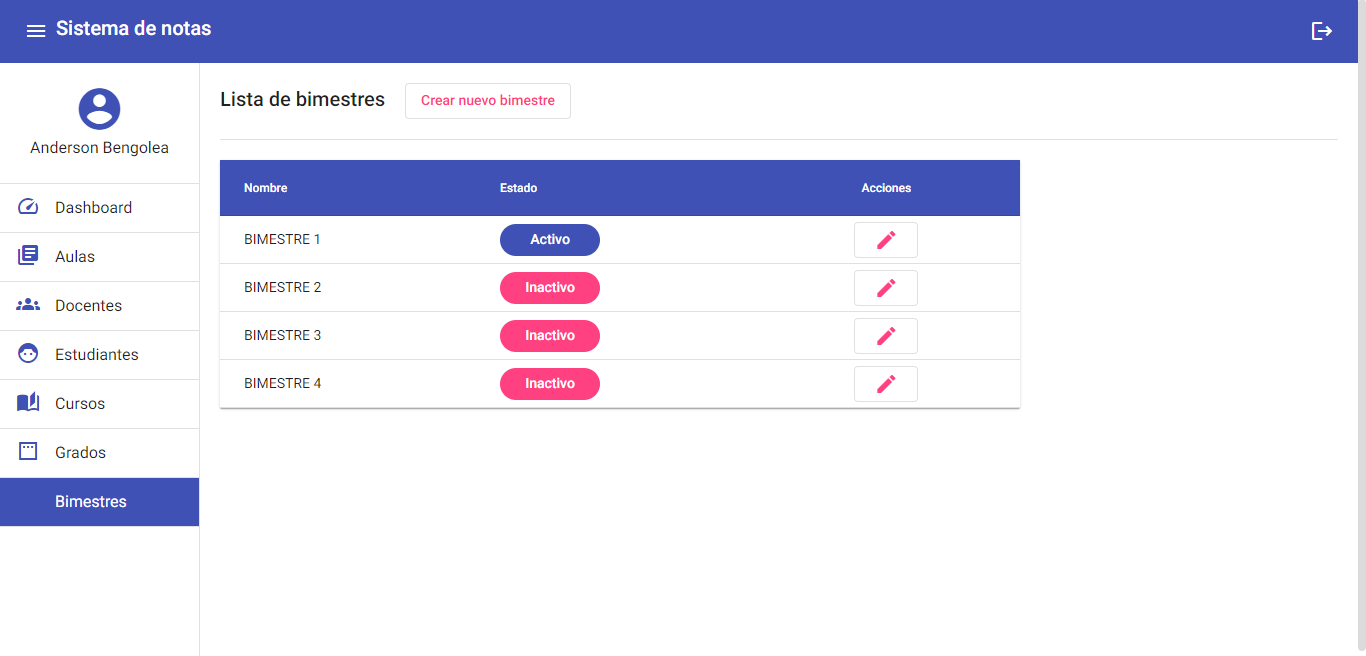 Sistema de notas
Anderson Bengolea
Dashboard
Aulas
Docentes
Estudiantes
Cursos
Grados
Bimestres
Lista de bimestres
Crear nuevo bimestre
Nombre Estado Acciones
BIMESTRE 1 Activo
BIMESTRE 2 Inactivo
BIMESTRE 3 Inactivo
BIMESTRE 4 Inactivo